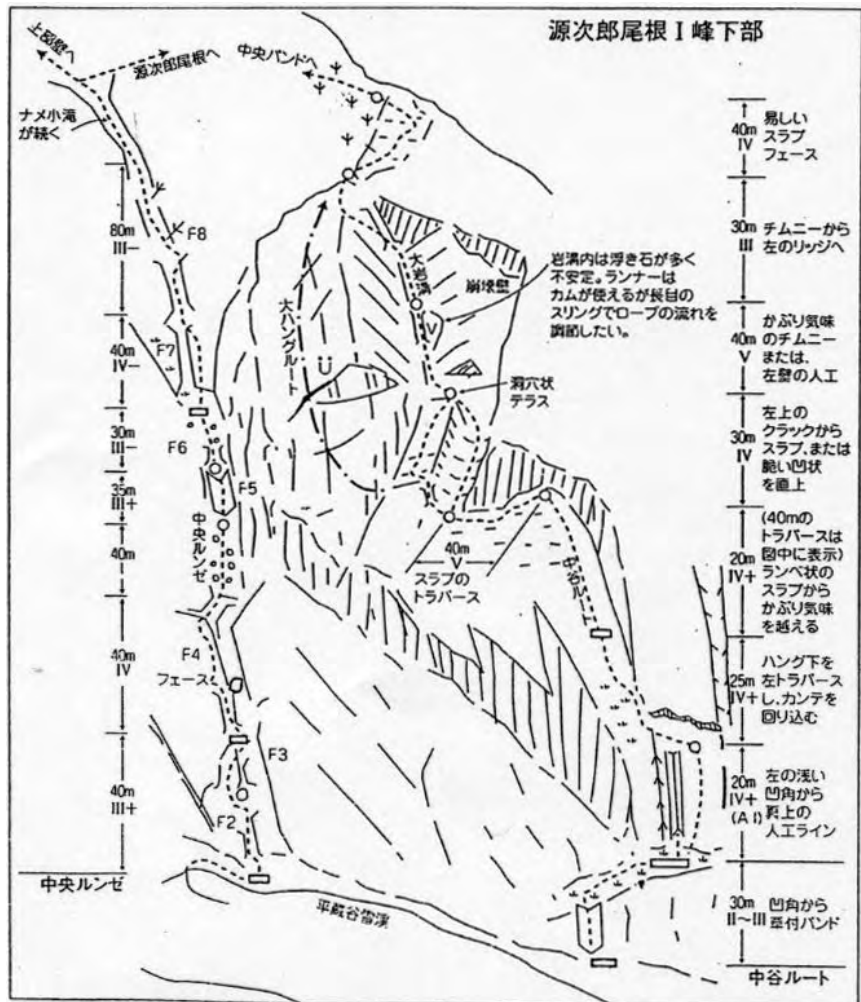 源次郎尾根Ⅰ峰下部
上図壁へ
源次郎尾根へ
中央バンドへ
ナメ小滝
が続く
80m
III−
F8
40m
IV−
F7
30m
III−
F6
35m
III+
F5
40m
中央ルンゼ
40m
IV
F4
フェース
40m
III+
F3
F2
中央ルンゼ
平蔵谷雪渓
大ハングルート
大岩溝
崩壊壁
V
岩溝内は浮き石が多く
不安定。ランナーは
カムが使えるが長目の
スリングでロープの流れを
調節したい。
洞穴状
テラス
40m
V
スラブの
トラバース
中谷ルート
40m
IV
易しい
スラブ
フェース
30m
III
チムニーから
左のリッジへ
40m
V
かぶり気味
のチムニー
または、
左壁の人工
30m
IV
左上の
クラックから
スラブ、または
脆い凹状
を直上
20m
IV+
(40mの
トラバースは
図中に表示)
ランペ状の
スラブから
かぶり気味
を越える
25m
IV+
ハング下を
左トラバース
し、カンテを
回り込む
20m
IV+
(A1)
左の浅い
凹角から
直上の
人工ライン
30m
II〜III
凹角から
草付バンド
中谷ルート